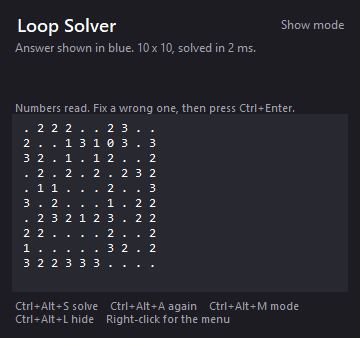 Loop Solver
Show mode
Answer shown in blue. 10 x 10, solved in 2 ms.
Numbers read. Fix a wrong one, then press Ctrl+Enter.
. 2 2 2 . . 2 3 . .
2 . . 1 3 1 0 3 . 3
3 2 . 1 . 1 2 . . 2
. 2 . 2 . 2 . 2 3 2
. 1 1 . . . 2 . . 3
3 . 2 . . . 1 . 2 2
. 2 3 2 1 2 3 . 2 2
2 2 . . . . 2 . . 2
1 . . . . . 3 2 . 2
3 2 2 3 3 3 . . . .
Ctrl+Alt+S solve Ctrl+Alt+A again Ctrl+Alt+M mode
Ctrl+Alt+L hide Right-click for the menu